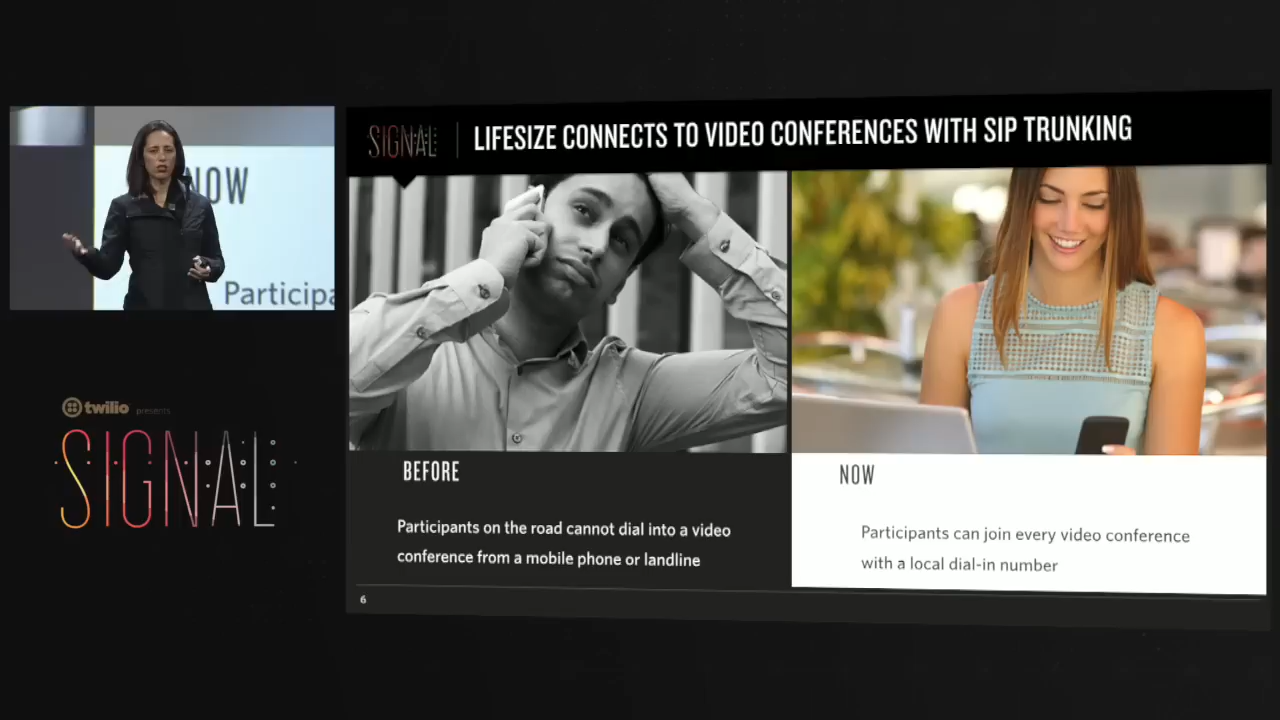 NOW
Participa
twilio presents
SIGNAL
SIGNAL
LIFESIZE CONNECTS TO VIDEO CONFERENCES WITH SIP TRUNKING
BEFORE
Participants on the road cannot dial into a video
conference from a mobile phone or landline
NOW
Participants can join every video conference
with a local dial-in number
6